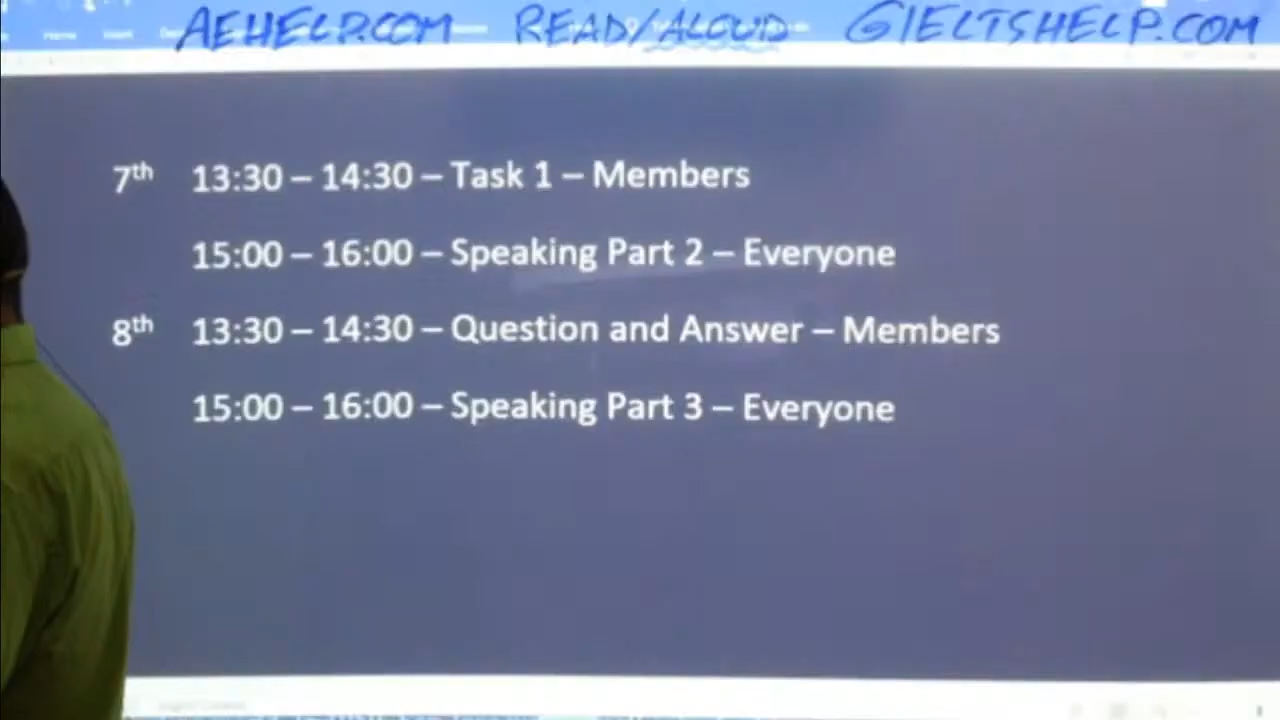 AEHELP.COM READ/ALOUD GIELTSHELP.COM
7th 13:30 – 14:30 – Task 1 – Members
15:00 – 16:00 – Speaking Part 2 – Everyone
8th 13:30 – 14:30 – Question and Answer – Members
15:00 – 16:00 – Speaking Part 3 – Everyone